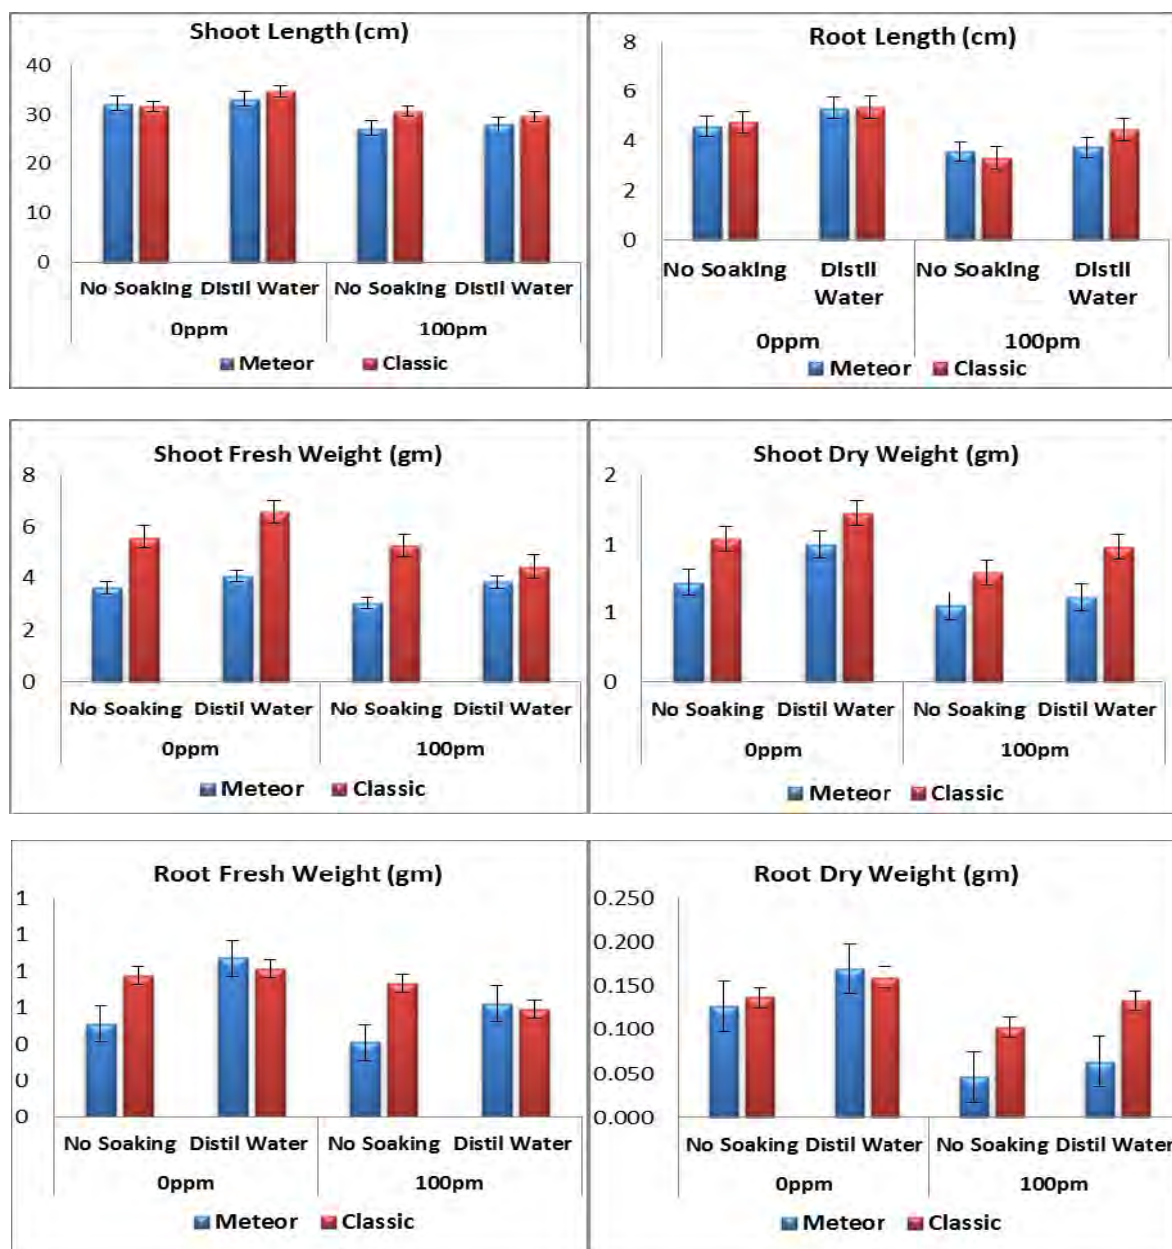 Shoot Length (cm)
40
30
20
10
0
No Soaking Distil Water No Soaking Distil Water
0ppm 100pm
Meteor Classic
Root Length (cm)
8
6
4
2
0
No Soaking Distil No Soaking Distil
Water Water
0ppm 100pm
Meteor Classic
Shoot Fresh Weight (gm)
8
6
4
2
0
No Soaking Distil Water No Soaking Distil Water
0ppm 100pm
Meteor Classic
Shoot Dry Weight (gm)
2
1
1
0
No Soaking Distil Water No Soaking Distil Water
0ppm 100pm
Meteor Classic
Root Fresh Weight (gm)
1
1
1
1
0
0
0
No Soaking Distil Water No Soaking Distil Water
0ppm 100pm
Meteor Classic
Root Dry Weight (gm)
0.250
0.200
0.150
0.100
0.050
0.000
No Soaking Distil Water No Soaking Distil Water
0ppm 100pm
Meteor Classic